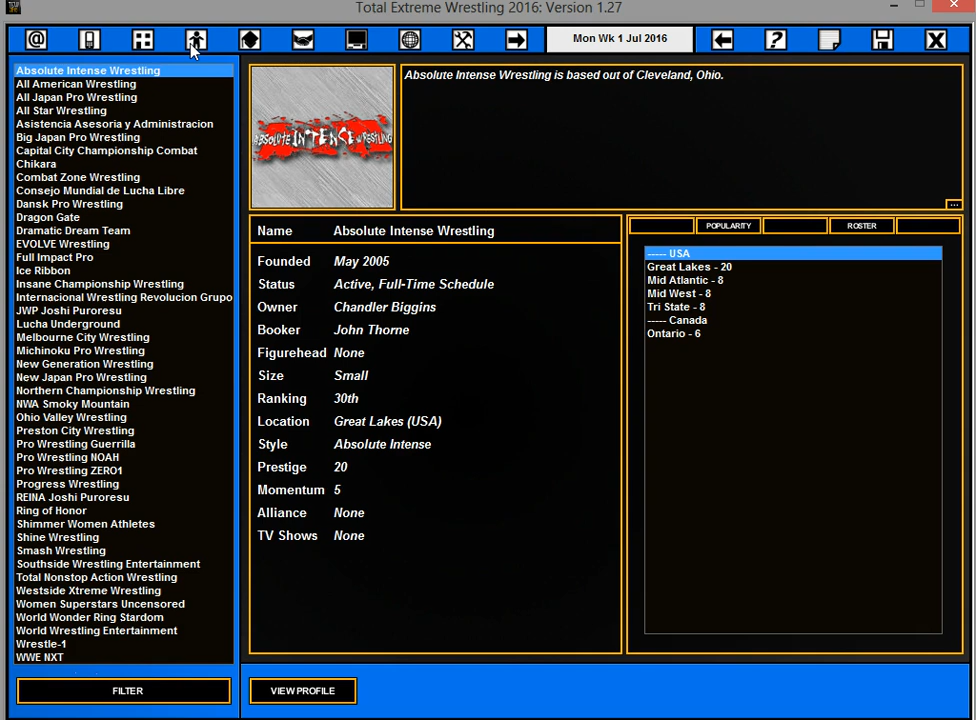 Total Extreme Wrestling 2016: Version 1.27
Mon Wk 1 Jul 2016
Absolute Intense Wrestling
All American Wrestling
All Japan Pro Wrestling
All Star Wrestling
Asistencia Asesoria y Administracion
Big Japan Pro Wrestling
Capital City Championship Combat
Chikara
Combat Zone Wrestling
Consejo Mundial de Lucha Libre
Dansk Pro Wrestling
Dragon Gate
Dramatic Dream Team
EVOLVE Wrestling
Full Impact Pro
Ice Ribbon
Insane Championship Wrestling
Internacional Wrestling Revolucion Grupo
JWP Joshi Puroresu
Lucha Underground
Melbourne City Wrestling
Michinoku Pro Wrestling
New Generation Wrestling
New Japan Pro Wrestling
Northern Championship Wrestling
NWA Smoky Mountain
Ohio Valley Wrestling
Preston City Wrestling
Pro Wrestling Guerrilla
Pro Wrestling NOAH
Pro Wrestling ZERO1
Progress Wrestling
REINA Joshi Puroresu
Ring of Honor
Shimmer Women Athletes
Shine Wrestling
Smash Wrestling
Southside Wrestling Entertainment
Total Nonstop Action Wrestling
Westside Xtreme Wrestling
Women Superstars Uncensored
World Wonder Ring Stardom
World Wrestling Entertainment
Wrestle-1
WWE NXT
FILTER
ABSOLUTE INTENSE WRESTLING
Absolute Intense Wrestling is based out of Cleveland, Ohio.
...
Name Absolute Intense Wrestling
Founded May 2005
Status Active, Full-Time Schedule
Owner Chandler Biggins
Booker John Thorne
Figurehead None
Size Small
Ranking 30th
Location Great Lakes (USA)
Style Absolute Intense
Prestige 20
Momentum 5
Alliance None
TV Shows None
POPULARITY ROSTER
----- USA
Great Lakes - 20
Mid Atlantic - 8
Mid West - 8
Tri State - 8
----- Canada
Ontario - 6
VIEW PROFILE